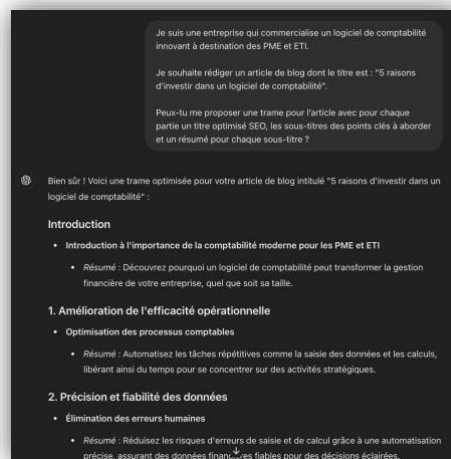 Je suis une entreprise qui commercialise un logiciel de comptabilité
innovant à destination des PME et ETI.
Je souhaite rédiger un article de blog dont le titre est : "5 raisons
d'investir dans un logiciel de comptabilité".
Peux-tu me proposer une trame pour l'article avec pour chaque
partie un titre optimisé SEO, les sous-titres des points clés à aborder
et un résumé pour chaque sous-titre ?
Bien sûr ! Voici une trame optimisée pour votre article de blog intitulé "5 raisons d'investir dans un
logiciel de comptabilité" :
Introduction
• Introduction à l'importance de la comptabilité moderne pour les PME et ETI
• Résumé : Découvrez pourquoi un logiciel de comptabilité peut transformer la gestion
financière de votre entreprise, quel que soit sa taille.
1. Amélioration de l'efficacité opérationnelle
• Optimisation des processus comptables
• Résumé : Automatisez les tâches répétitives comme la saisie des données et les calculs,
libérant ainsi du temps pour se concentrer sur des activités stratégiques.
2. Précision et fiabilité des données
• Élimination des erreurs humaines
• Résumé : Réduisez les risques d'erreurs de saisie et de calcul grâce à une automatisation
précise, assurant des données financières fiables pour des décisions éclairées.